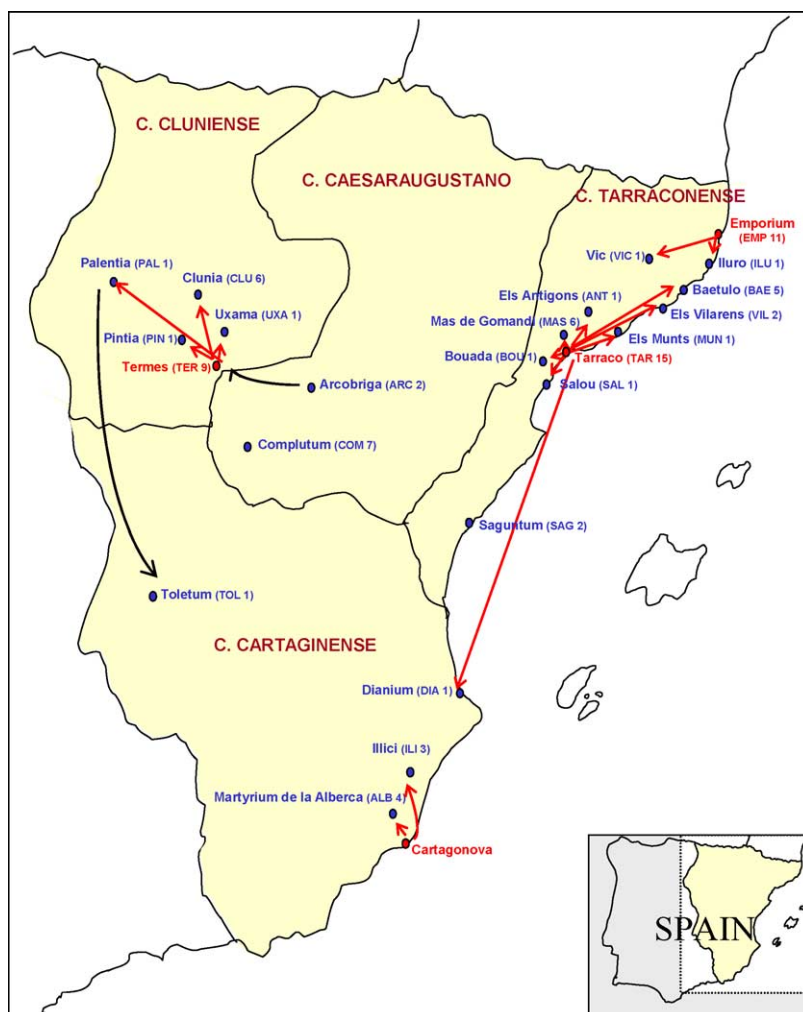 C. CLUNIENSE
C. CAESARAUGUSTANO
C. TARRACONENSE
Emporium
(EMP 11)
Vic (VIC 1)
Iluro (ILU 1)
Palentia (PAL 1)
Clunia (CLU 6)
Baetulo (BAE 5)
Els Antigons (ANT 1)
Els Vilarens (VIL 2)
Uxama (UXA 1)
Mas de Gomandi (MAS 6)
Els Munts (MUN 1)
Pintia (PIN 1)
Bouada (BOU 1)
Tarraco (TAR 15)
Termes (TER 9)
Arcobriga (ARC 2)
Salou (SAL 1)
Complutum (COM 7)
Saguntum (SAG 2)
Toletum (TOL 1)
C. CARTAGINENSE
Dianium (DIA 1)
Illici (ILI 3)
Martyrium de la Alberca (ALB 4)
Cartagonova
SPAIN